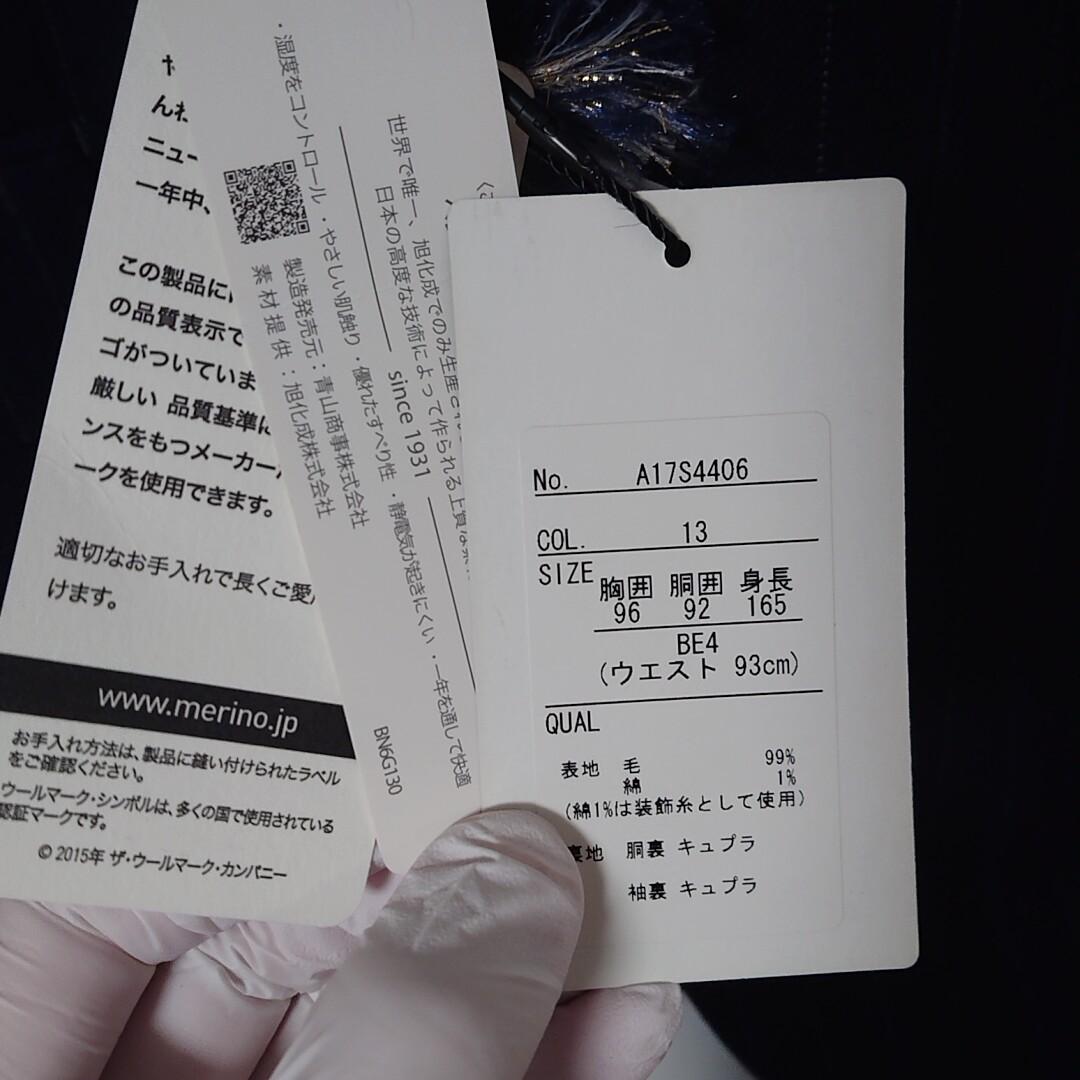 んね
ニュー
一年中、
この製品に
の品質表示で
ゴがついていま
厳しい 品質基準に
ンスをもつメーカー
ークを使用できます。
適切なお手入れで長くご愛
けます。
www.merino.jp
お手入れ方法は、製品に縫い付けられたラベル
をご確認ください。
ウールマーク・シンボルは、多くの国で使用されている
認証マークです。
© 2015年 ザ・ウールマーク・カンパニー
世界で唯一、旭化成でのみ生産され
日本の高度な技術によって作られる上質な素
since 1931
・湿度をコントロール・やさしい肌触り・優れたすべり性・静電気が起きにくい・一年を通して快適
製造発売元：青山商事株式会社
素材提供：旭化成株式会社
BN6G130
No. A17S4406
COL. 13
SIZE 胸囲 胴囲 身長
96 92 165
BE4
(ウエスト 93cm)
QUAL
表地 毛 99%
綿 1%
(綿1%は装飾糸として使用)
裏地 胴裏 キュプラ
袖裏 キュプラ